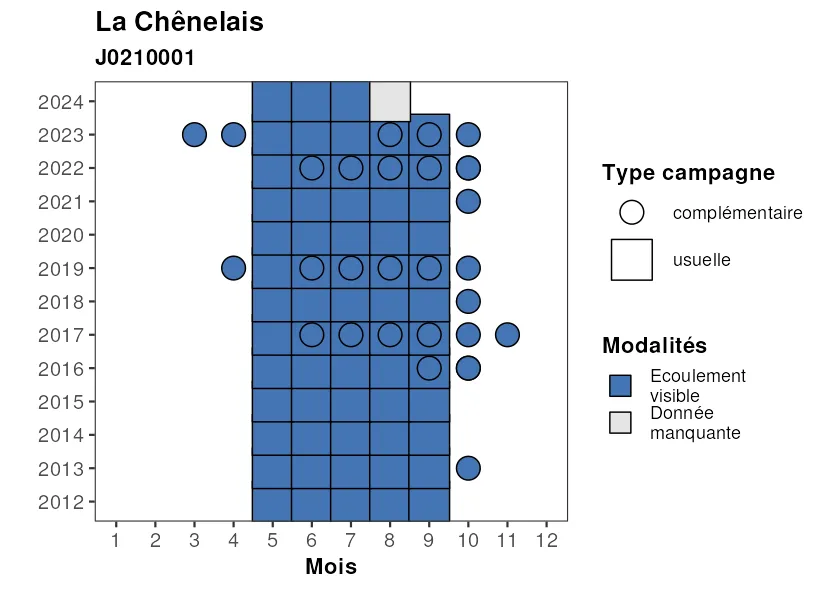 La Chênelais
J0210001
2024
2023
2022
2021
2020
2019
2018
2017
2016
2015
2014
2013
2012
1 2 3 4 5 6 7 8 9 10 11 12
Mois
Type campagne
complémentaire
usuelle
Modalités
Ecoulement
visible
Donnée
manquante